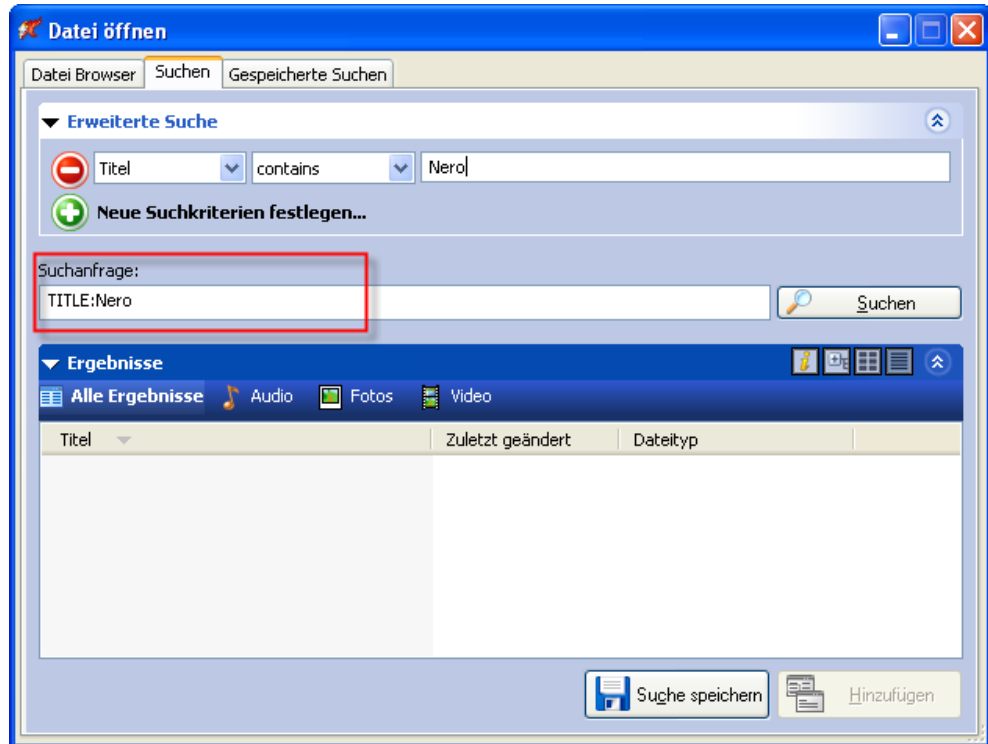 Datei öffnen
Datei Browser Suchen Gespeicherte Suchen
Erweiterte Suche
Titel contains Nero
Neue Suchkriterien festlegen...
Suchanfrage:
TITLE:Nero Suchen
Ergebnisse
Alle Ergebnisse Audio Fotos Video
Titel Zuletzt geändert Dateityp
Suche speichern Hinzufügen